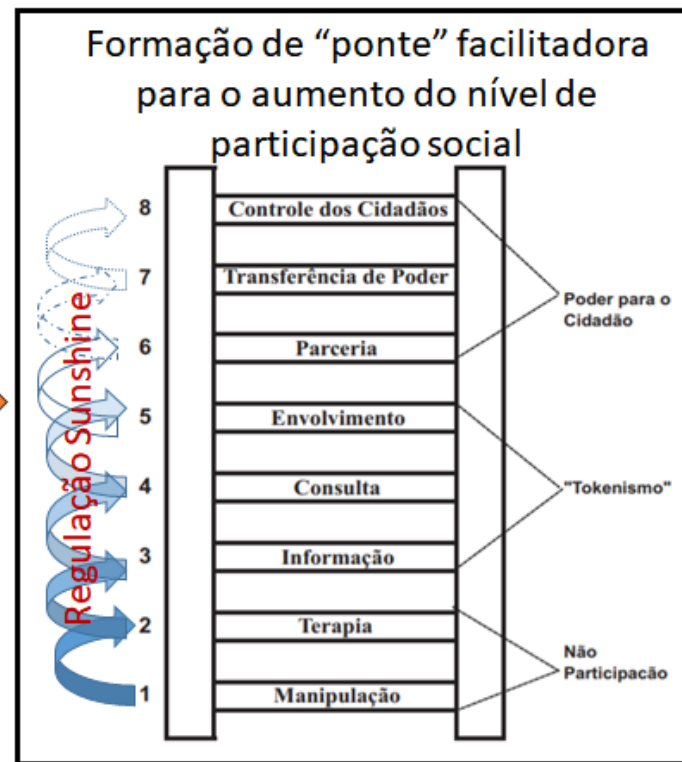 Formação de “ponte” facilitadora
para o aumento do nível de
participação social
8
Controle dos Cidadãos
7
Transferência de Poder
6
Parceria
5
Envolvimento
4
Consulta
3
Informação
2
Terapia
1
Manipulação
Poder para o
Cidadão
"Tokenismo"
Não
Participacão
Regulação Sunshine